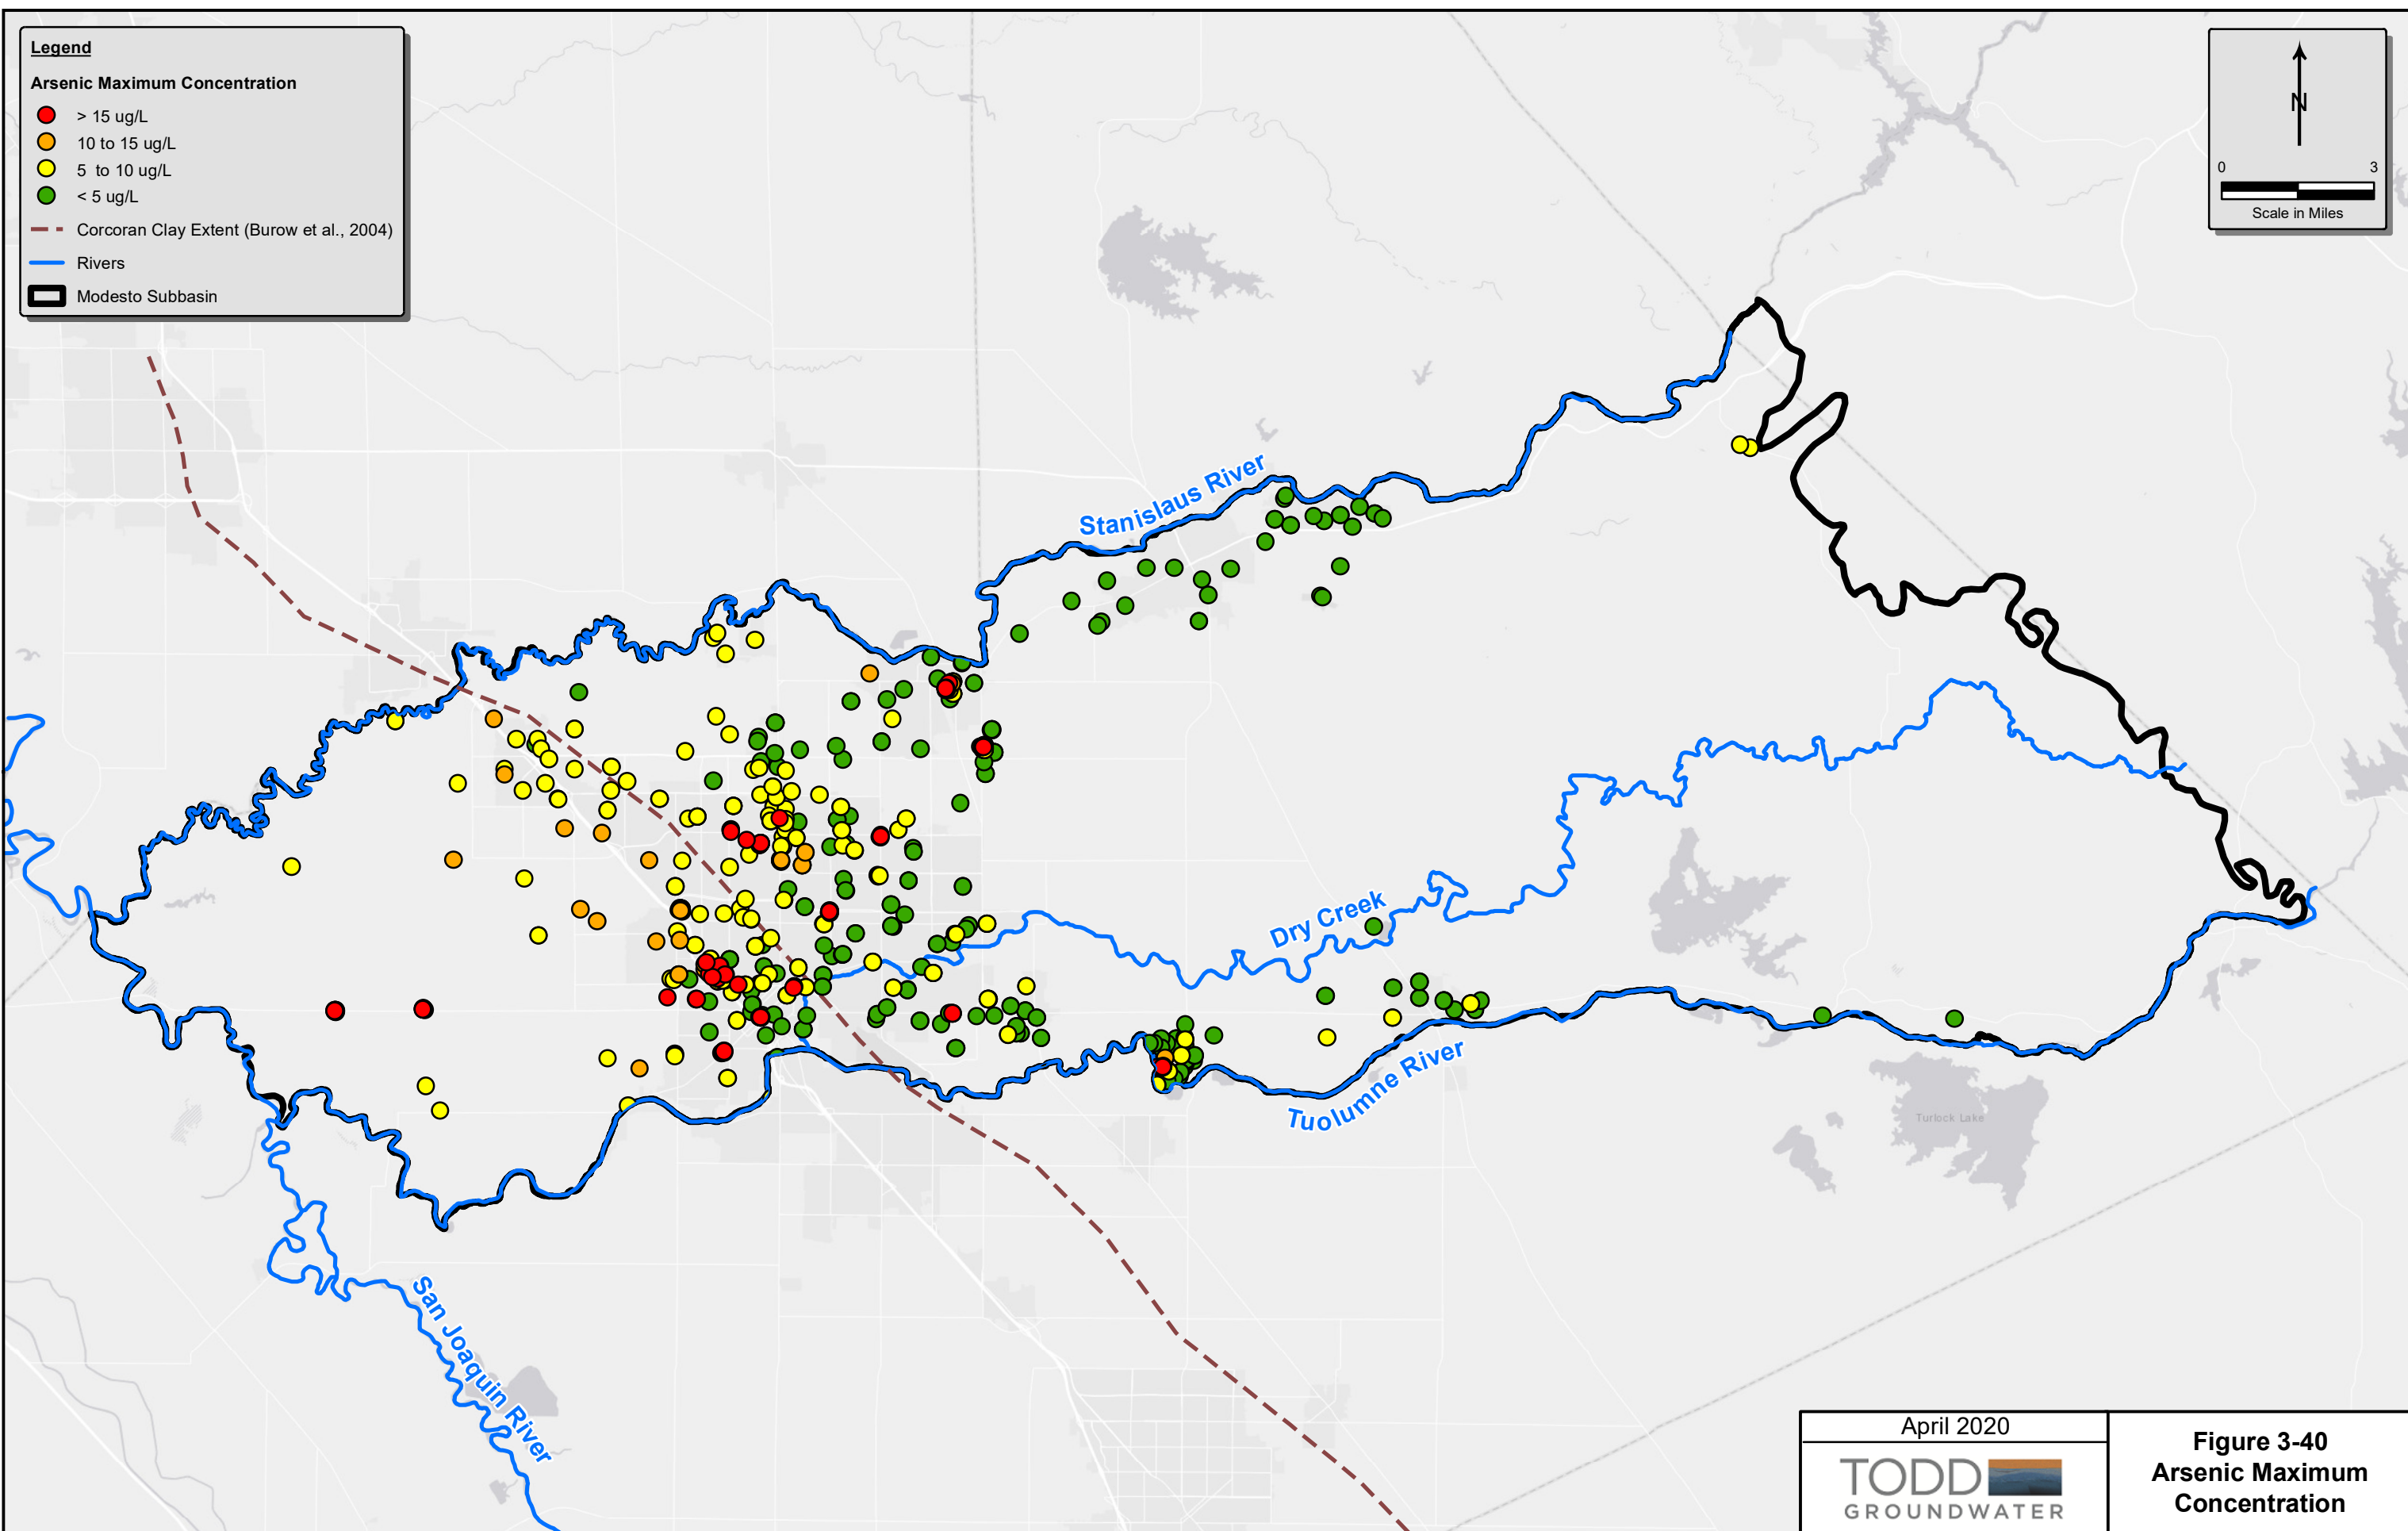 Legend
Arsenic Maximum Concentration
> 15 ug/L
10 to 15 ug/L
5 to 10 ug/L
< 5 ug/L
Corcoran Clay Extent (Burow et al., 2004)
Rivers
Modesto Subbasin
N
0 3
Scale in Miles
Stanislaus River
Dry Creek
Tuolumne River
Turlock Lake
San Joaquin River
April 2020
TODD
GROUNDWATER
Figure 3-40
Arsenic Maximum
Concentration